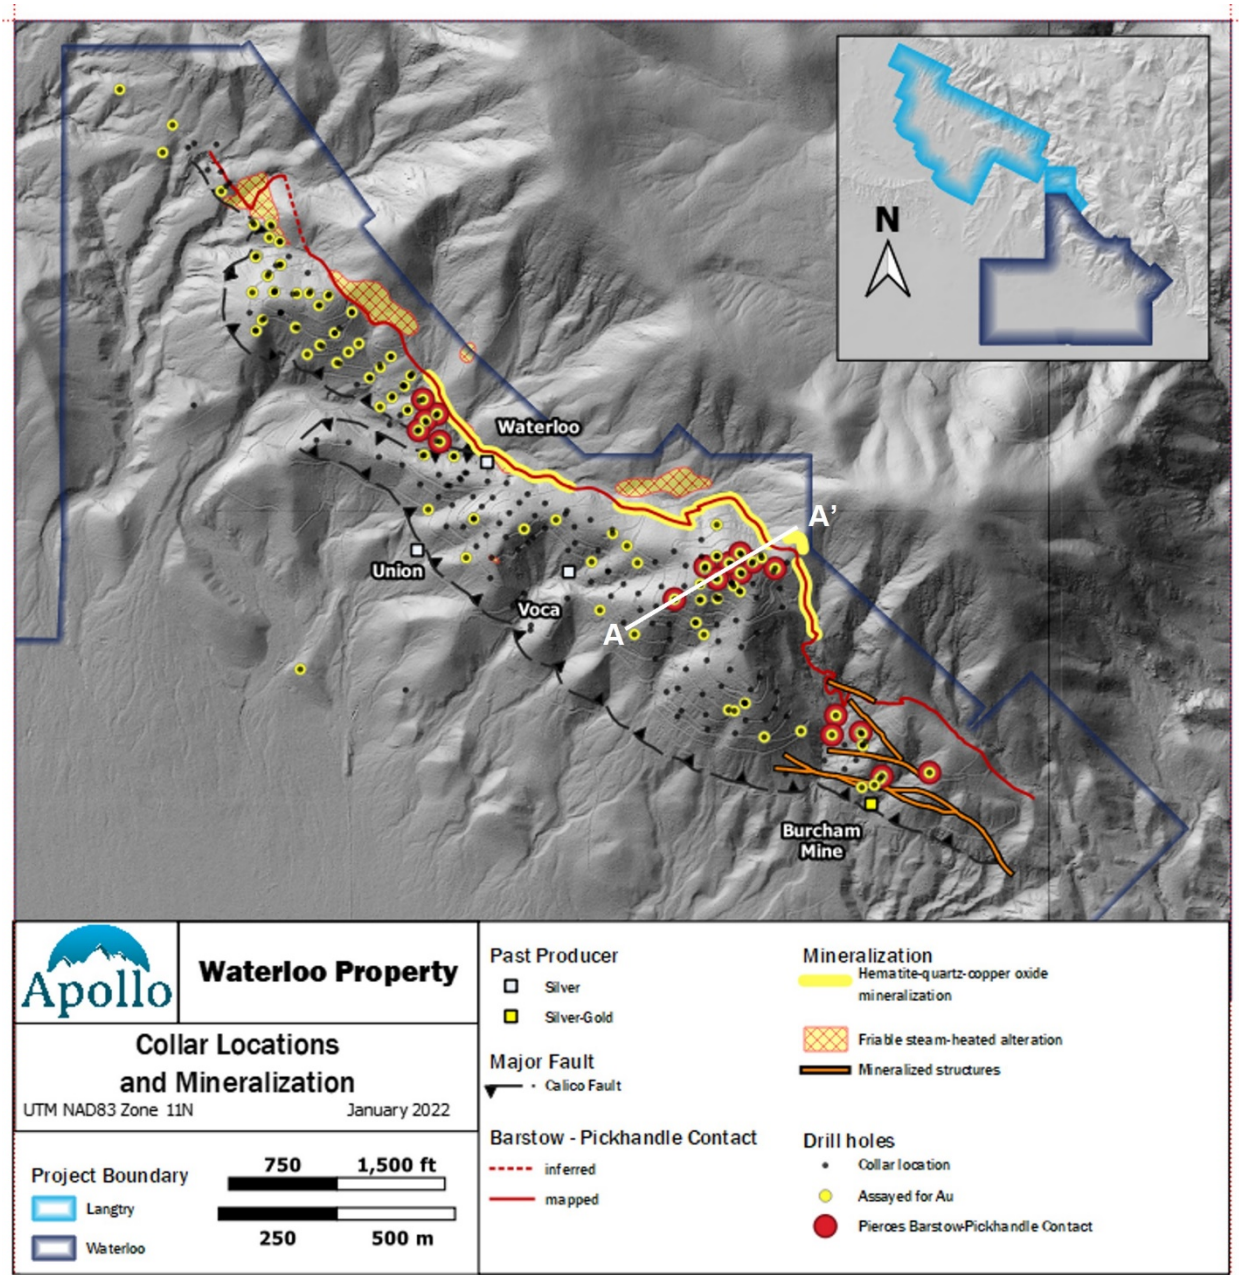 N
Waterloo
A’
Union
Voca
A
Burcham
Mine
Apollo
Waterloo Property
Collar Locations
and Mineralization
UTM NAD83 Zone 11N
January 2022
Project Boundary
Langtry
Waterloo
750
1,500 ft
250
500 m
Past Producer
Silver
Silver-Gold
Major Fault
Calico Fault
Barstow - Pickhandle Contact
inferred
mapped
Mineralization
Hematite-quartz-copper oxide
mineralization
Friable steam-heated alteration
Mineralized structures
Drill holes
Collar location
Assayed for Au
Pierces Barstow-Pickhandle Contact